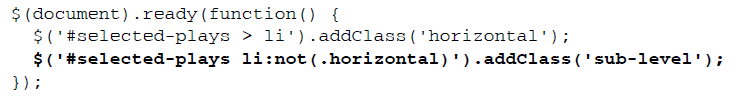 $(document).ready(function() {
  $('#selected-plays > li').addClass('horizontal');
  $('#selected-plays li:not(.horizontal)').addClass('sub-level');
});